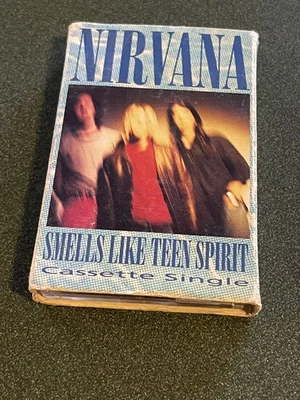 NIRVANA
SMELLS LIKE TEEN SPIRIT
Cassette Single